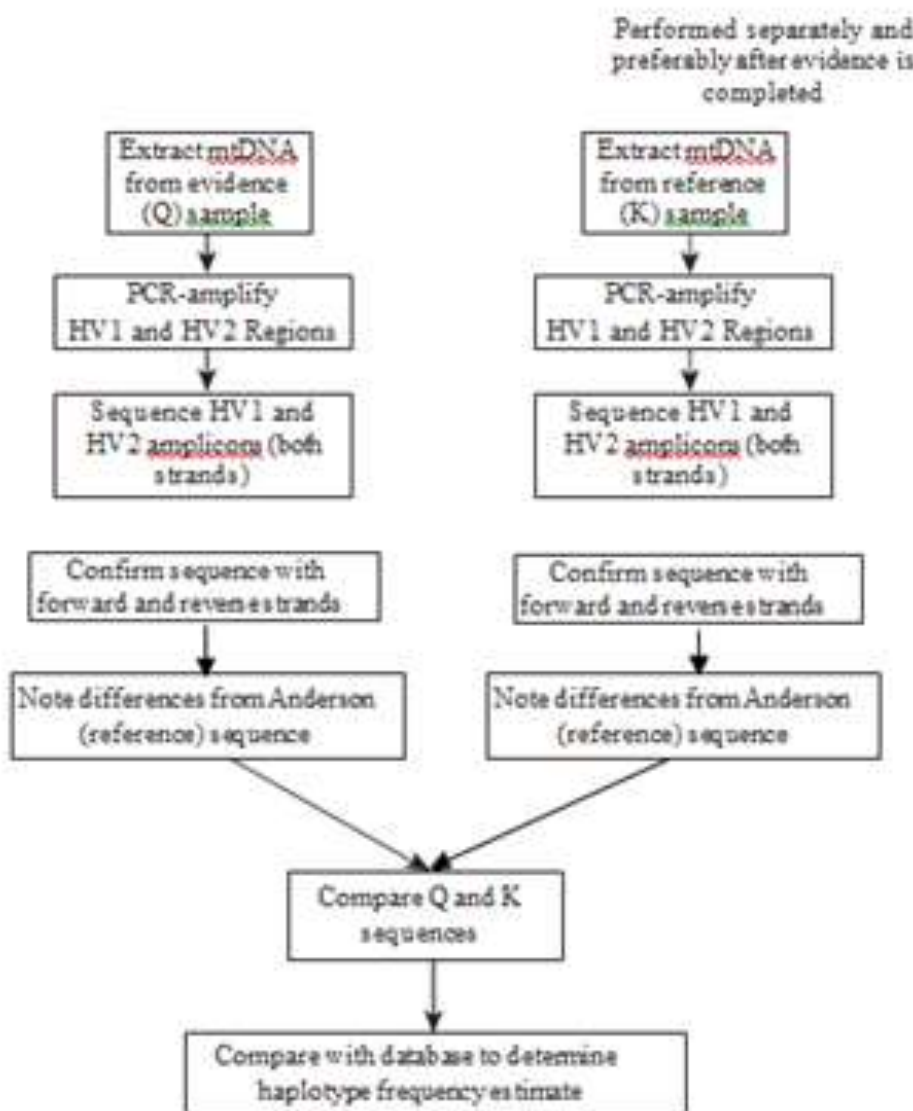 Performed separately and
preferably after evidence is
completed
Extract mtDNA
from evidence
(Q) sample
PCR-amplify
HV1 and HV2 Regions
Sequence HV1 and
HV2 amplicons (both
strands)
Confirm sequence with
forward and reverse strands
Note differences from Anderson
(reference) sequence
Extract mtDNA
from reference
(K) sample
PCR-amplify
HV1 and HV2 Regions
Sequence HV1 and
HV2 amplicons (both
strands)
Confirm sequence with
forward and reverse strands
Note differences from Anderson
(reference) sequence
Compare Q and K
sequences
Compare with database to determine
haplotype frequency estimate